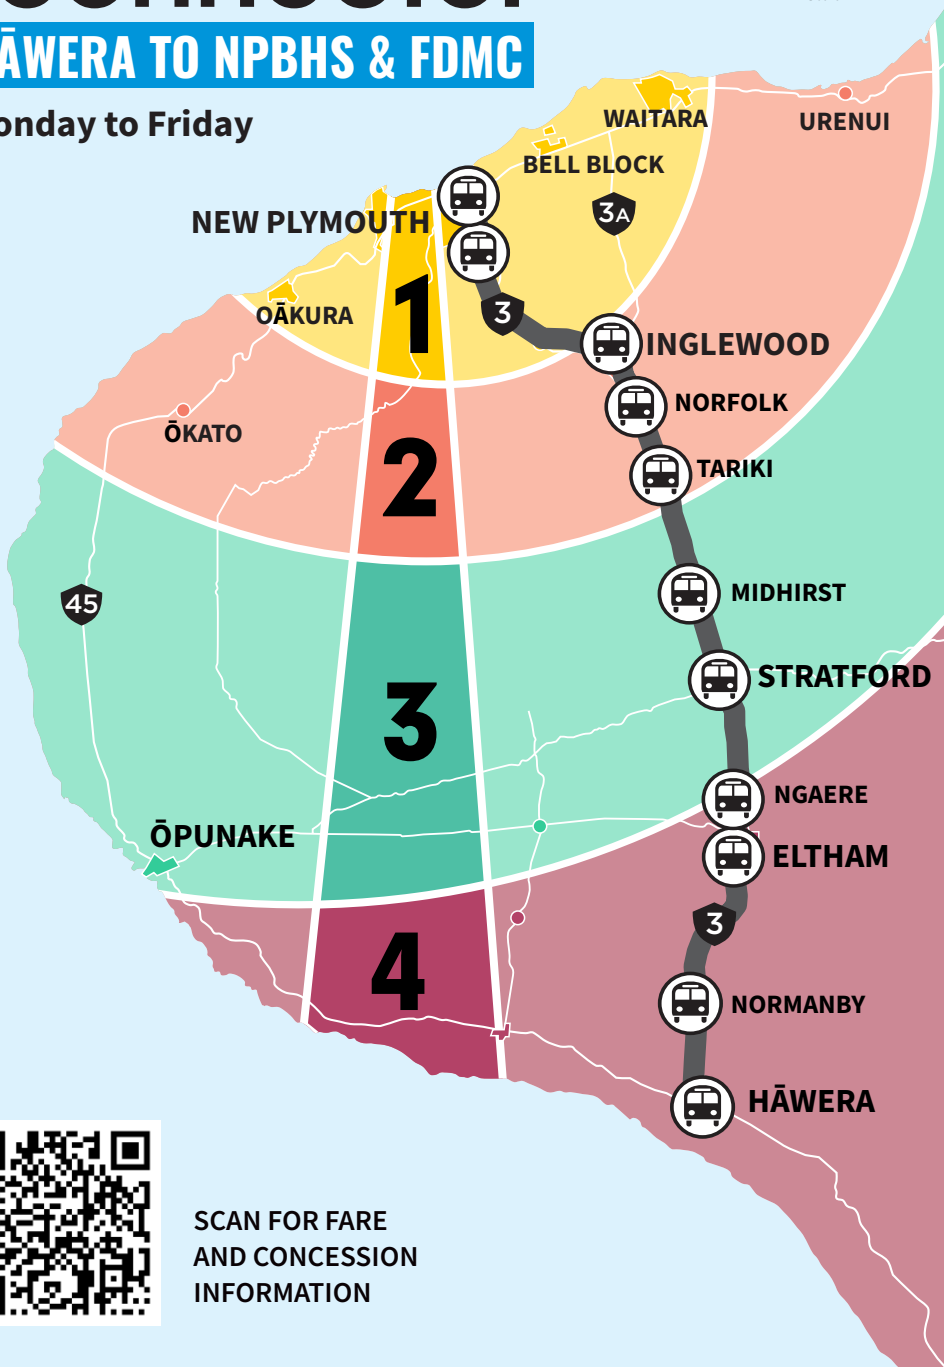 ĀWERA TO NPBHS & FDMC
onday to Friday
WAITARA
URENUI
BELL BLOCK
3A
NEW PLYMOUTH
1
3
OĀKURA
INGLEWOOD
NORFOLK
ŌKATO
2
TARIKI
MIDHIRST
45
STRATFORD
3
NGAERE
ŌPUNAKE
ELTHAM
3
4
NORMANBY
HĀWERA
SCAN FOR FARE
AND CONCESSION
INFORMATION